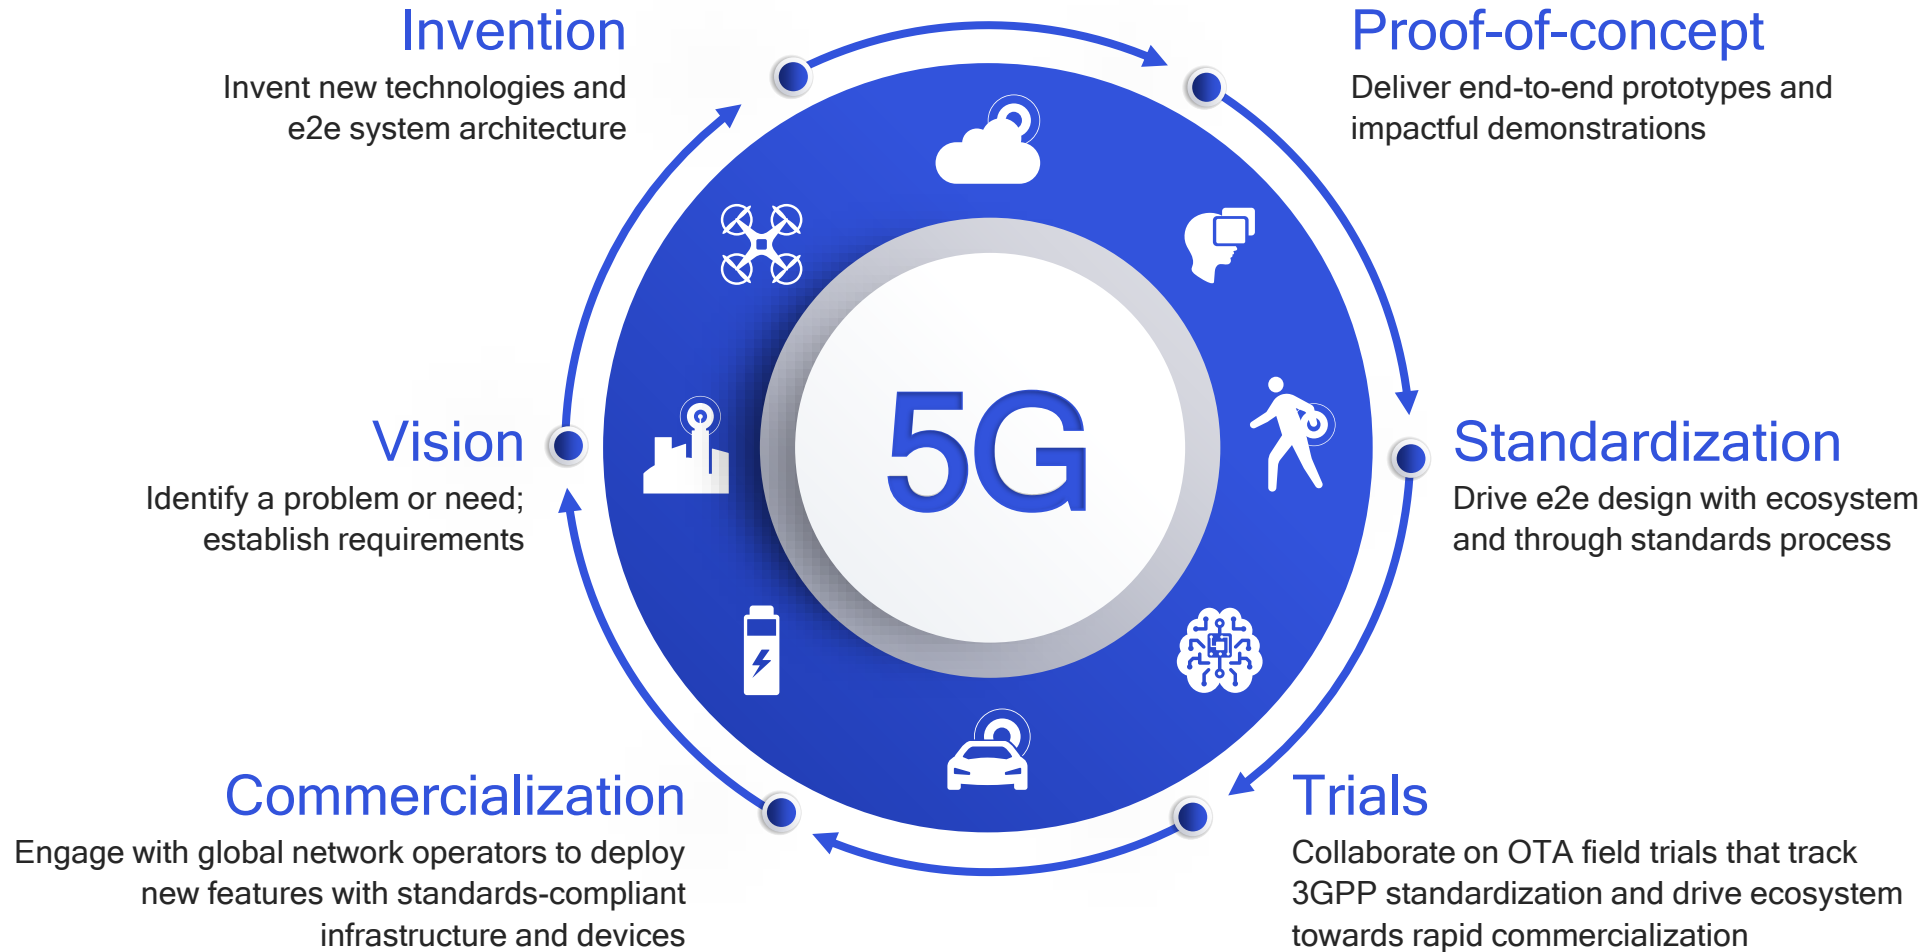 Invention
Invent new technologies and
e2e system architecture
Proof-of-concept
Deliver end-to-end prototypes and
impactful demonstrations
5G
Vision
Identify a problem or need;
establish requirements
Standardization
Drive e2e design with ecosystem
and through standards process
Commercialization
Engage with global network operators to deploy
new features with standards-compliant
infrastructure and devices
Trials
Collaborate on OTA field trials that track
3GPP standardization and drive ecosystem
towards rapid commercialization